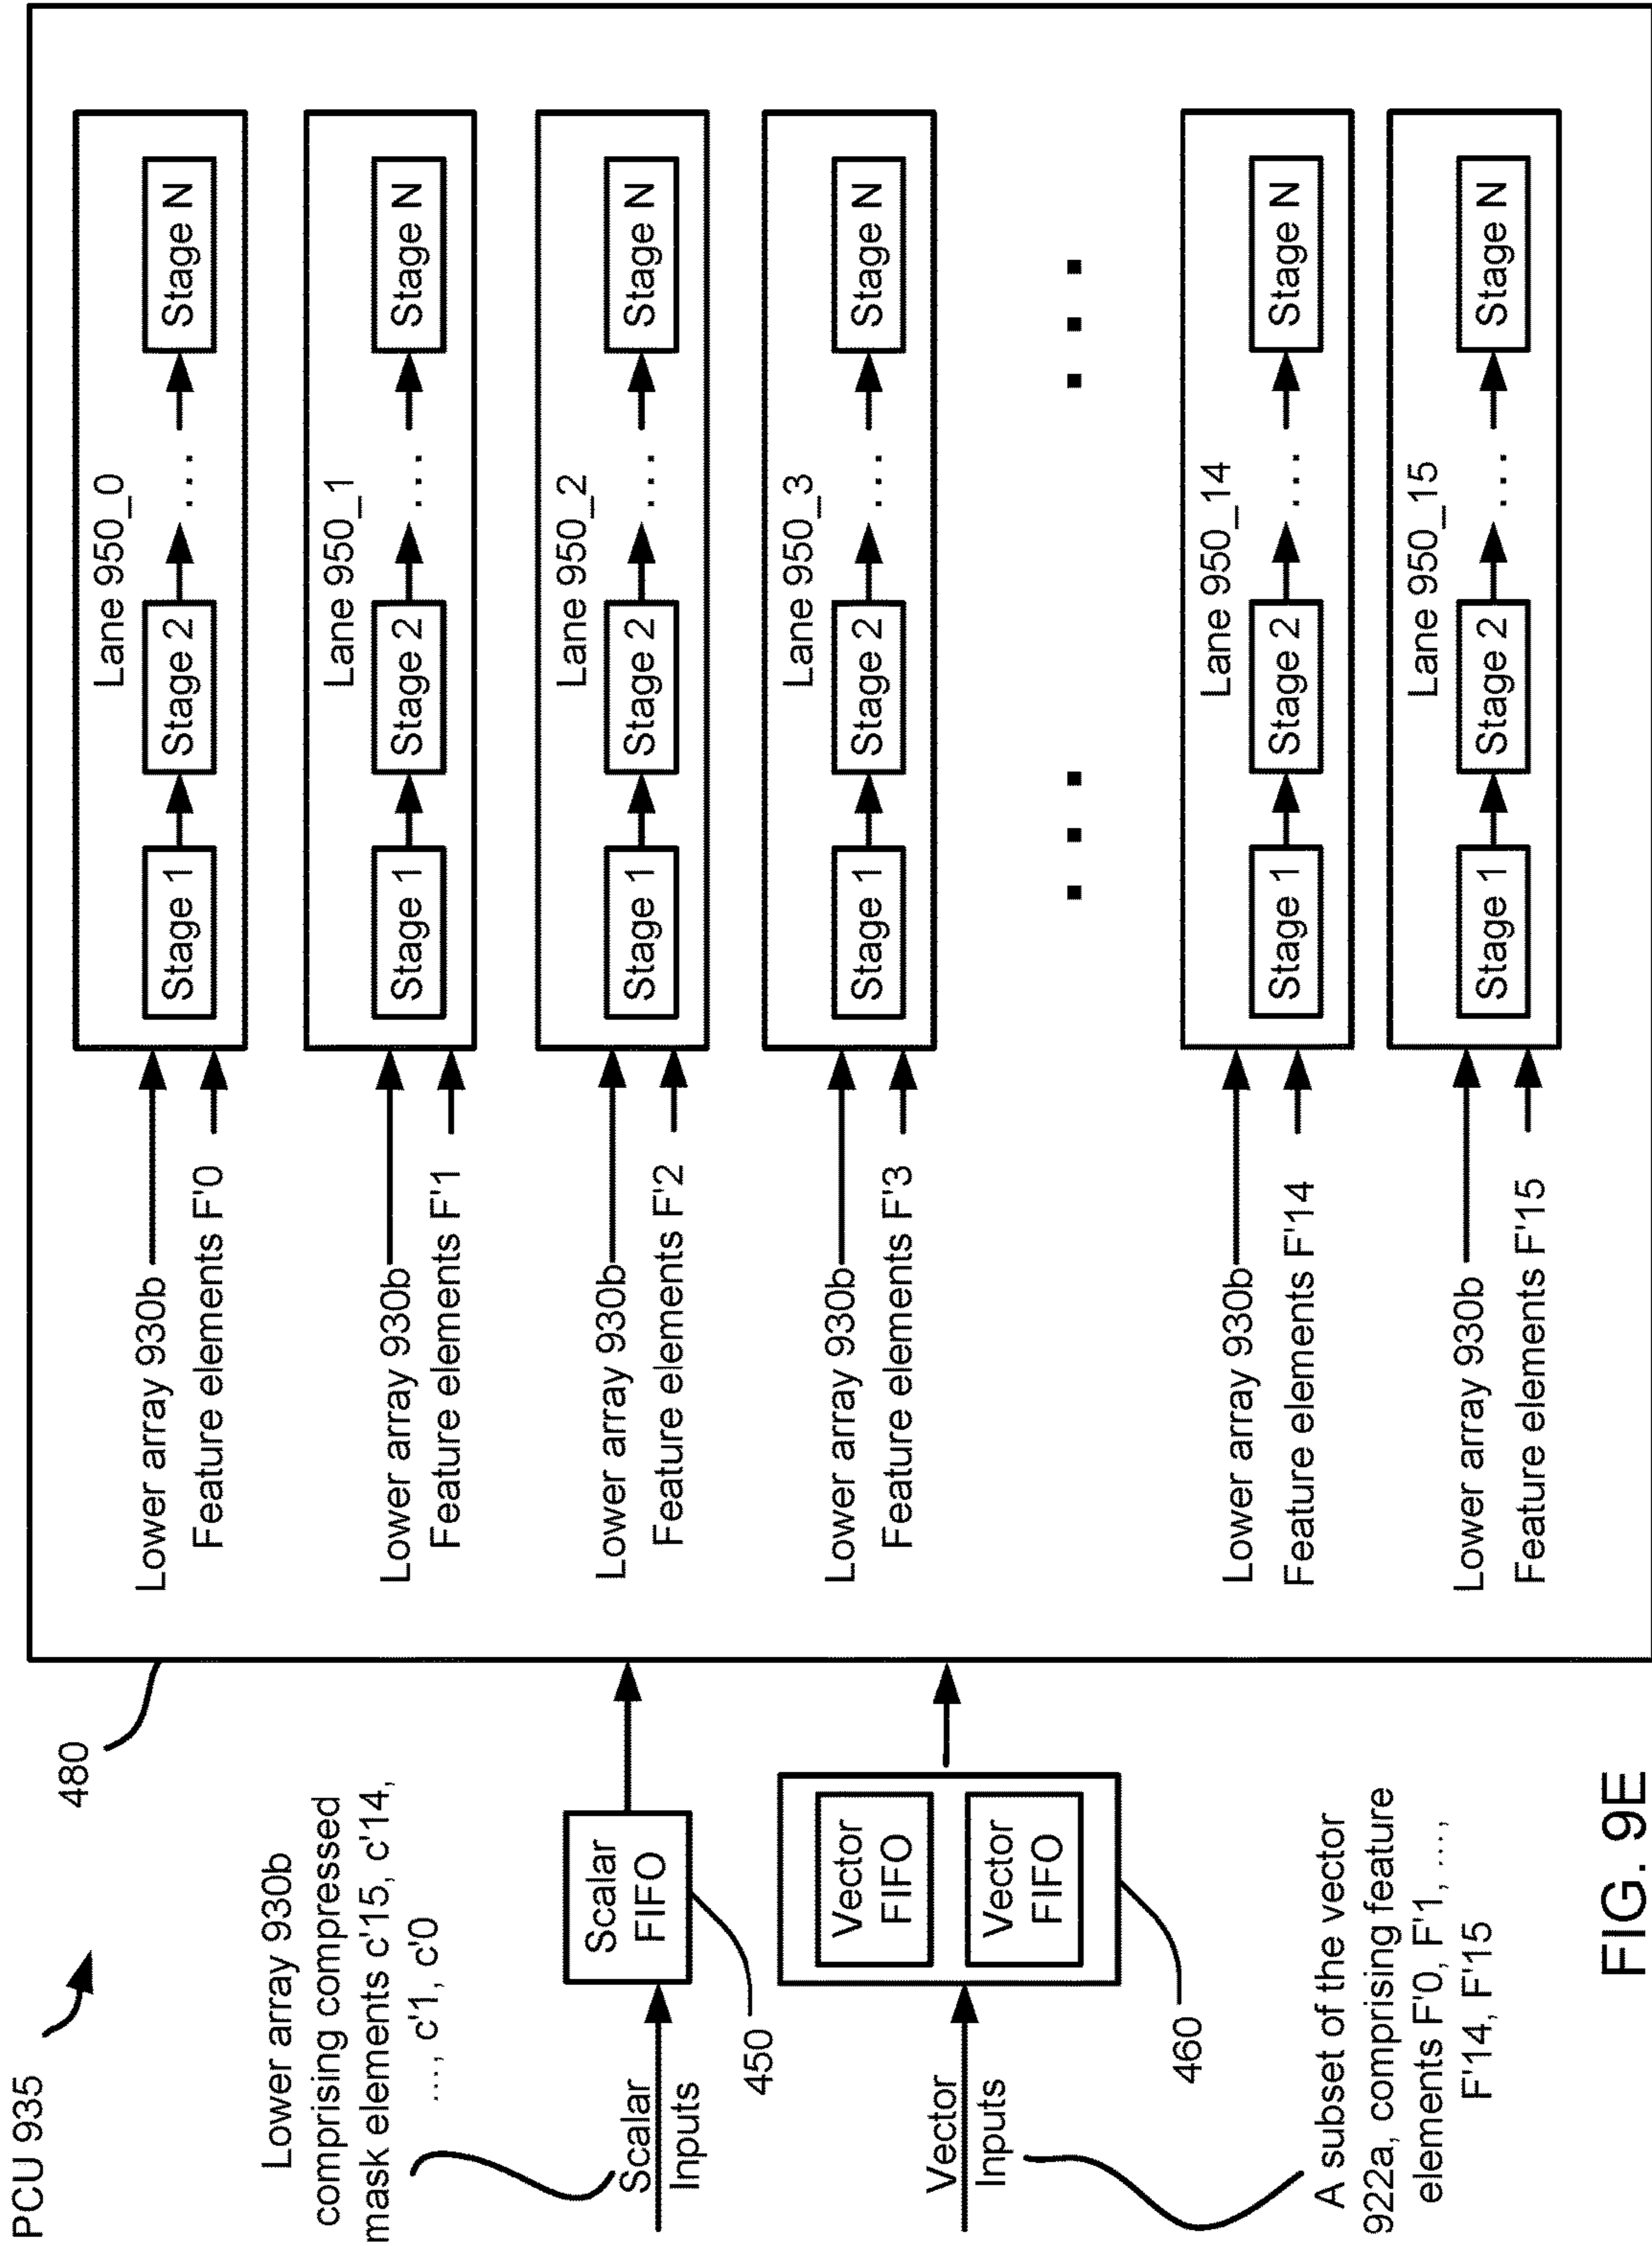 PCU 935
480
Lower array 930b
comprising compressed
mask elements c'15, c'14,
..., c'1, c'0
Scalar
Inputs
Scalar
FIFO
450
Vector
Inputs
Vector
FIFO
Vector
FIFO
460
A subset of the vector
922a, comprising feature
elements F'0, F'1, ...,
F'14, F'15
Lower array 930b
Feature elements F'0
Lane 950_0
Stage 1
Stage 2
...
Stage N
Lower array 930b
Feature elements F'1
Lane 950_1
Stage 1
Stage 2
...
Stage N
Lower array 930b
Feature elements F'2
Lane 950_2
Stage 1
Stage 2
...
Stage N
Lower array 930b
Feature elements F'3
Lane 950_3
Stage 1
Stage 2
...
Stage N
Lower array 930b
Feature elements F'14
Lane 950_14
Stage 1
Stage 2
...
Stage N
Lower array 930b
Feature elements F'15
Lane 950_15
Stage 1
Stage 2
...
Stage N
FIG. 9E